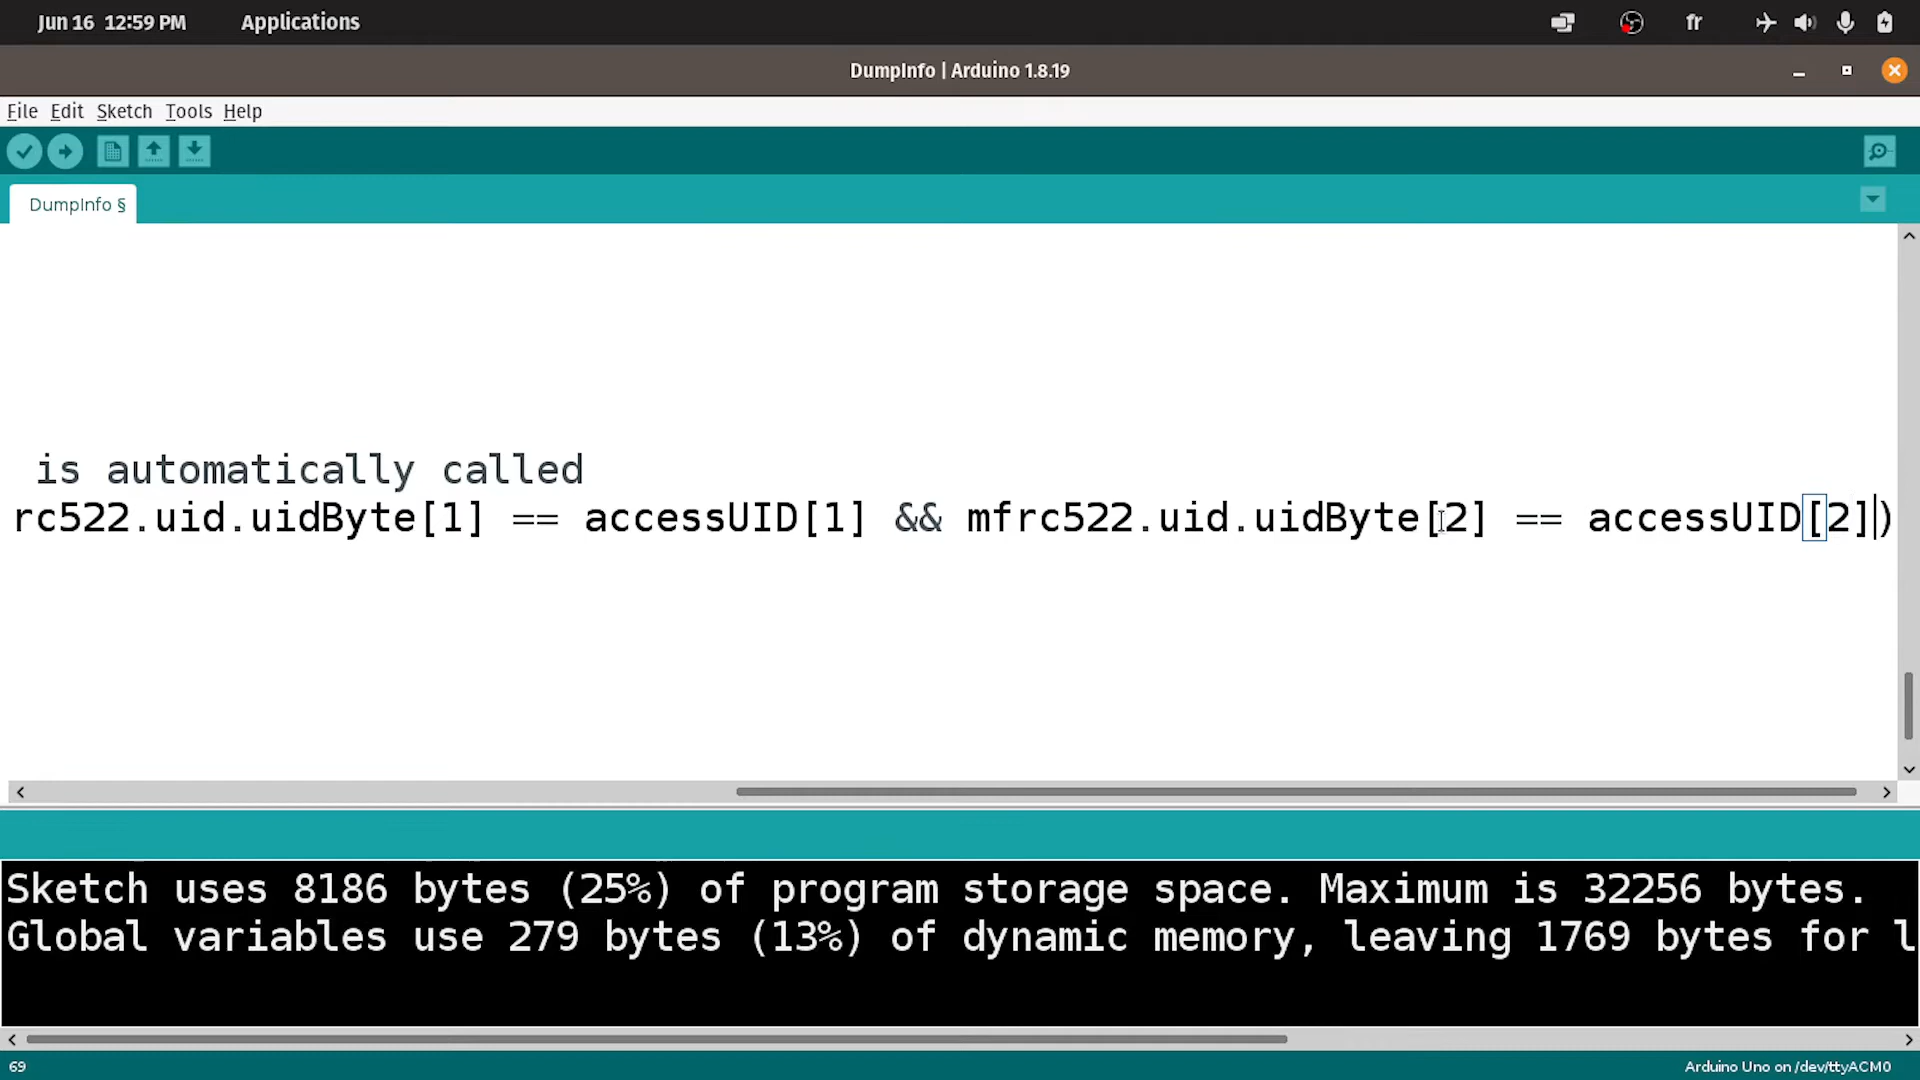 Jun 16 12:59 PM Applications fr
DumpInfo | Arduino 1.8.19
File Edit Sketch Tools Help
DumpInfo §
is automatically called
rc522.uid.uidByte[1] == accessUID[1] && mfrc522.uid.uidByte[2] == accessUID[2])
Sketch uses 8186 bytes (25%) of program storage space. Maximum is 32256 bytes.
Global variables use 279 bytes (13%) of dynamic memory, leaving 1769 bytes for l
69 Arduino Uno on /dev/ttyACM0